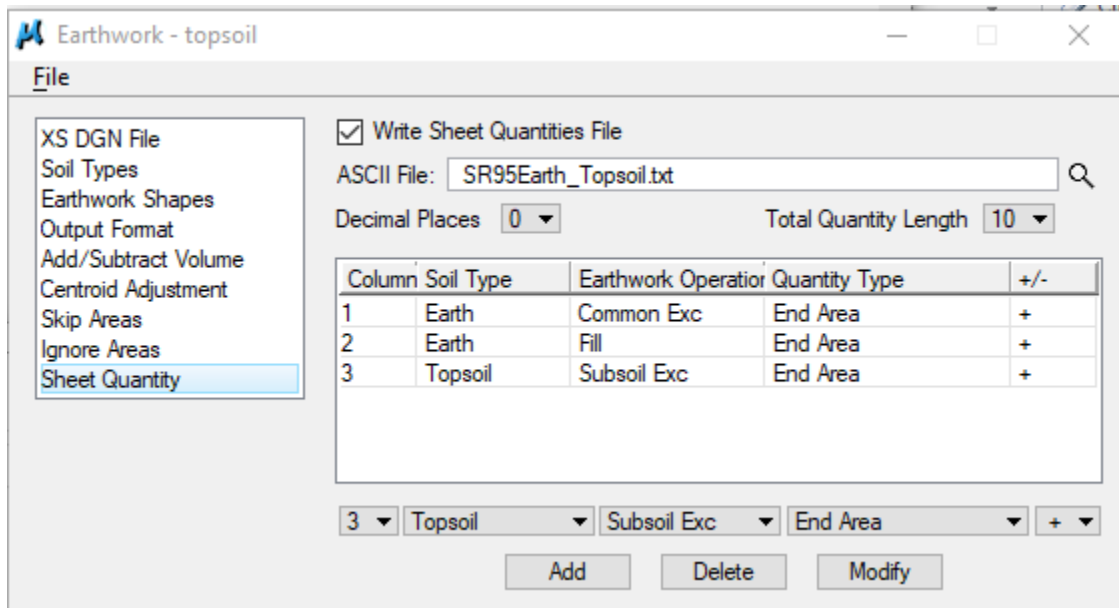 Earthwork - topsoil
File
XS DGN File
Soil Types
Earthwork Shapes
Output Format
Add/Subtract Volume
Centroid Adjustment
Skip Areas
Ignore Areas
Sheet Quantity
Write Sheet Quantities File
ASCII File: SR95Earth_Topsoil.txt
Decimal Places 0 Total Quantity Length 10
Column Soil Type Earthwork Operation Quantity Type +/-
1 Earth Common Exc End Area +
2 Earth Fill End Area +
3 Topsoil Subsoil Exc End Area +
3 Topsoil Subsoil Exc End Area +
Add Delete Modify